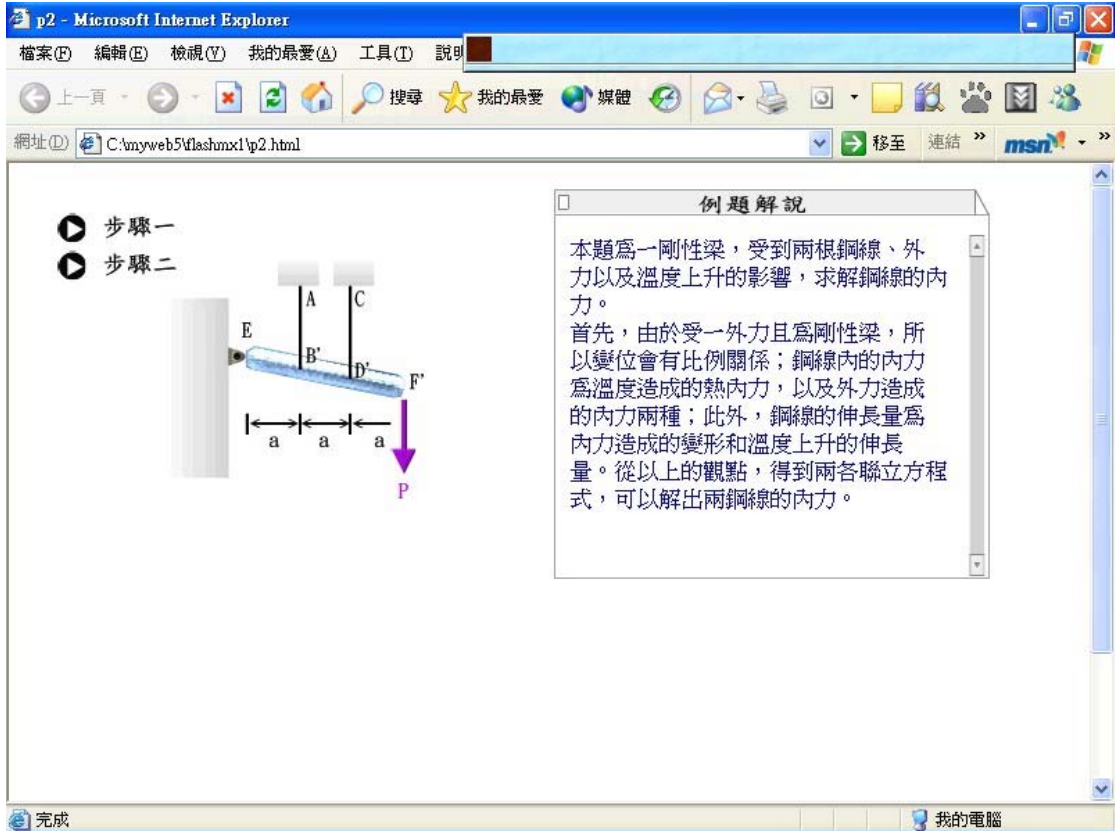 p2 - Microsoft Internet Explorer
檔案(F) 編輯(E) 檢視(V) 我的最愛(A) 工具(T) 說明
上一頁 搜尋 我的最愛 媒體
網址(D) C:\myweb5\flashmx1\p2.html 移至 連結 » msn »
步驟一
步驟二
A C
E
B' D' F'
a a a
P
例題解說
本題為一剛性梁，受到兩根鋼線、外
力以及溫度上升的影響，求解鋼線的內
力。
首先，由於受一外力且為剛性梁，所
以變位會有比例關係；鋼線內的內力
為溫度造成的熱內力，以及外力造成
的內力兩種；此外，鋼線的伸長量為
內力造成的變形和溫度上升的伸長
量。從以上的觀點，得到兩各聯立方程
式，可以解出兩鋼線的內力。
完成 我的電腦